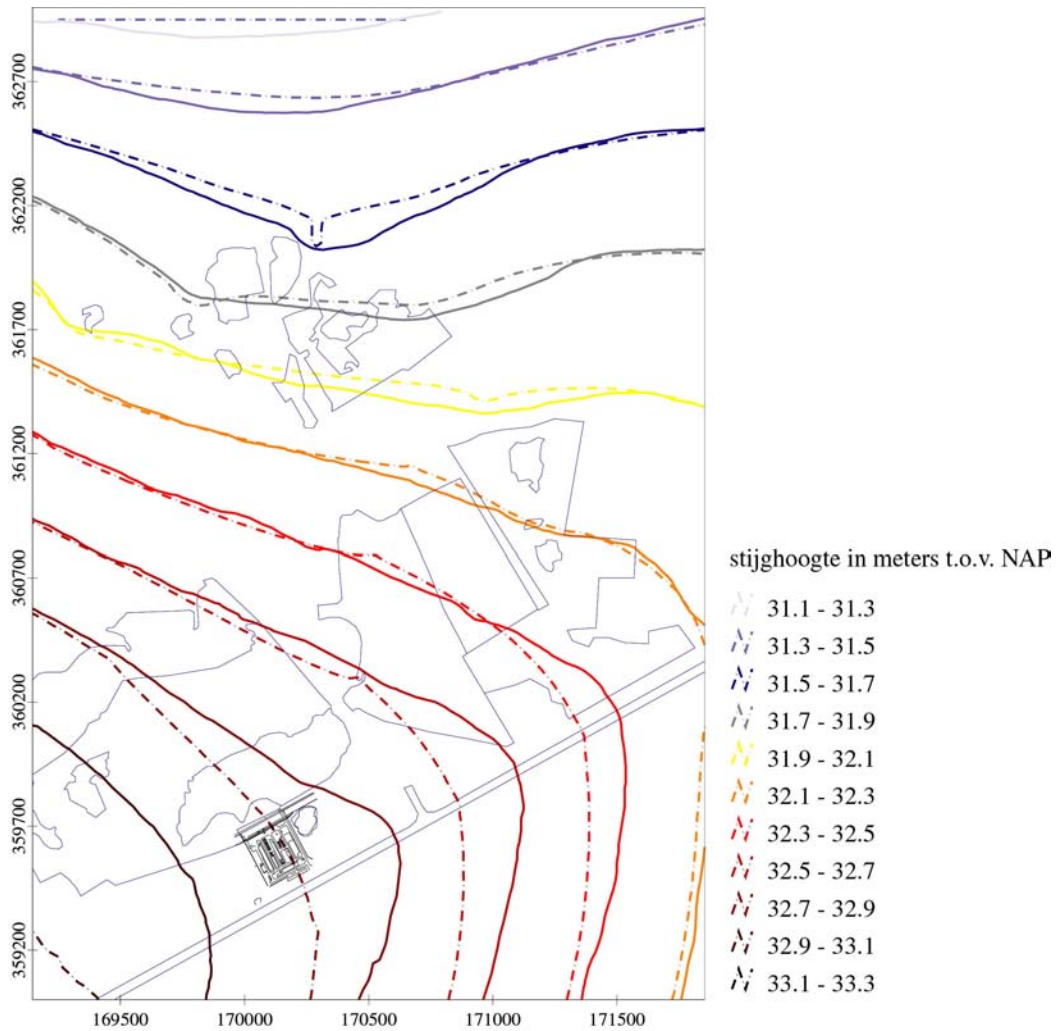 362700
362200
361700
361200
360700
360200
359700
359200
169500 170000 170500 171000 171500
stijghoogte in meters t.o.v. NAP
31.1 - 31.3
31.3 - 31.5
31.5 - 31.7
31.7 - 31.9
31.9 - 32.1
32.1 - 32.3
32.3 - 32.5
32.5 - 32.7
32.7 - 32.9
32.9 - 33.1
33.1 - 33.3